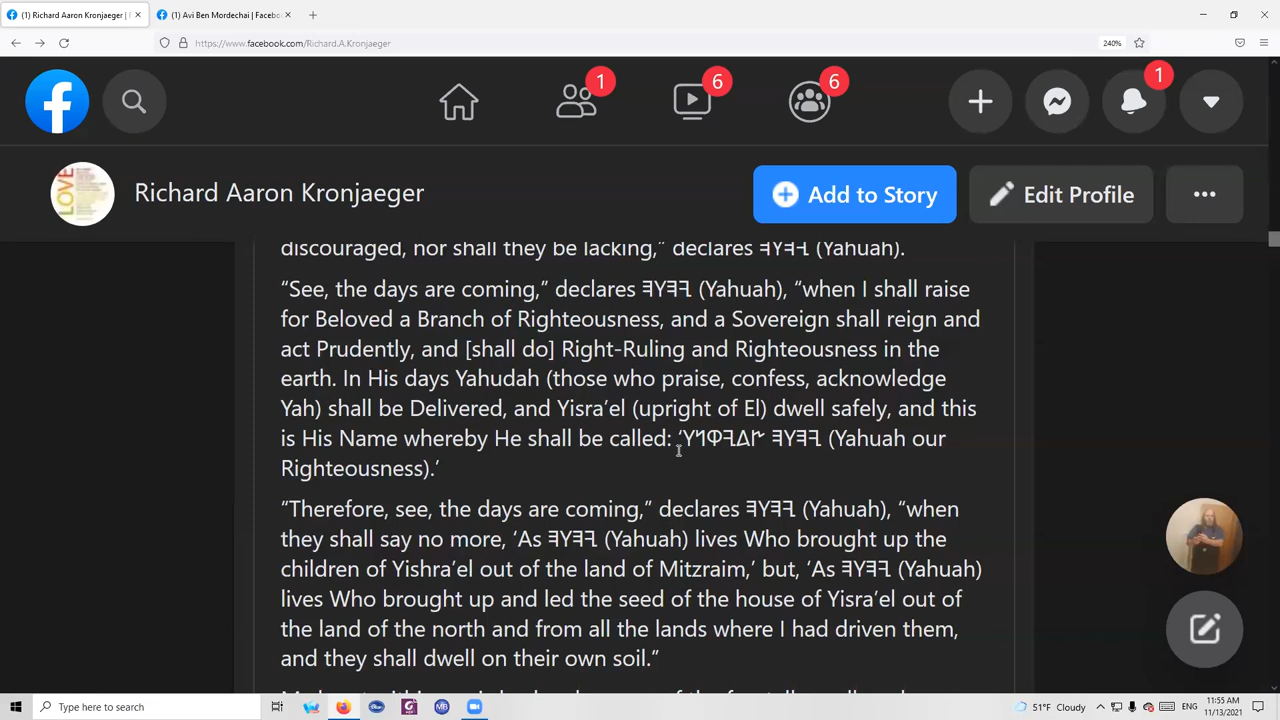 (1) Richard Aaron Kronjaeger |
(1) Avi Ben Mordechai | Facebo
https://www.facebook.com/Richard.A.Kronjaeger
240%
1
6
6
1
LOVE
Richard Aaron Kronjaeger
Add to Story
Edit Profile
discouraged, nor shall they be lacking,” declares 𐤉𐤄𐤅𐤄 (Yahuah).
“See, the days are coming,” declares 𐤉𐤄𐤅𐤄 (Yahuah), “when I shall raise
for Beloved a Branch of Righteousness, and a Sovereign shall reign and
act Prudently, and [shall do] Right-Ruling and Righteousness in the
earth. In His days Yahudah (those who praise, confess, acknowledge
Yah) shall be Delivered, and Yisra’el (upright of El) dwell safely, and this
is His Name whereby He shall be called: ‘𐤉𐤄𐤅𐤄 𐤑𐤃𐤉𐤒𐤍𐤅 (Yahuah our
Righteousness).’
“Therefore, see, the days are coming,” declares 𐤉𐤄𐤅𐤄 (Yahuah), “when
they shall say no more, ‘As 𐤉𐤄𐤅𐤄 (Yahuah) lives Who brought up the
children of Yishra’el out of the land of Mitzraim,’ but, ‘As 𐤉𐤄𐤅𐤄 (Yahuah)
lives Who brought up and led the seed of the house of Yisra’el out of
the land of the north and from all the lands where I had driven them,
and they shall dwell on their own soil.”
Type here to search
MB
51°F Cloudy
ENG
11:55 AM
11/13/2021